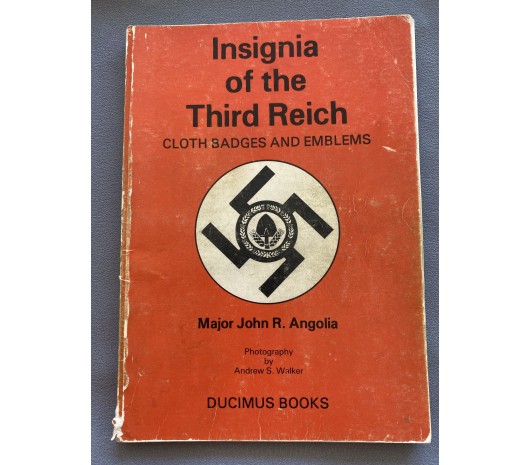 Insignia
of the
Third Reich
CLOTH BADGES AND EMBLEMS
Major John R. Angolia
Photography
by
Andrew S. Walker
DUCIMUS BOOKS